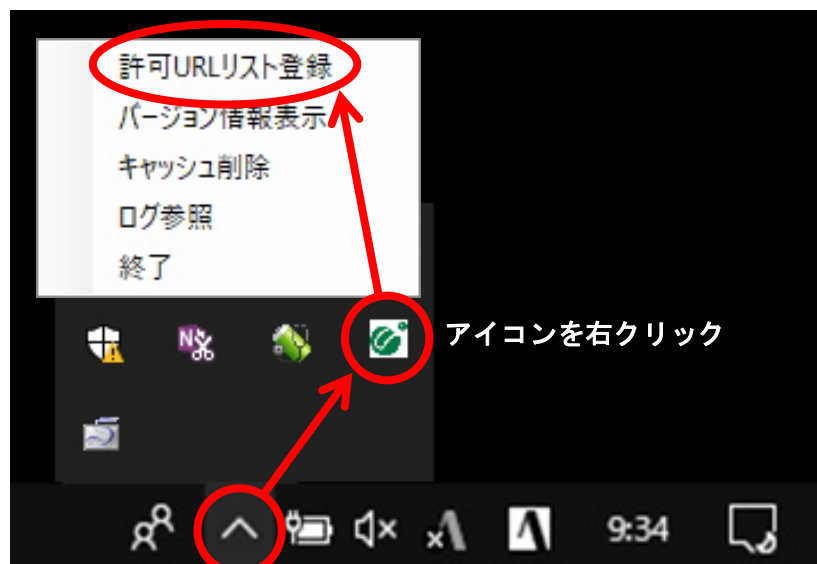 許可URLリスト登録
バージョン情報表示
キャッシュ削除
ログ参照
終了
アイコンを右クリック
9:34